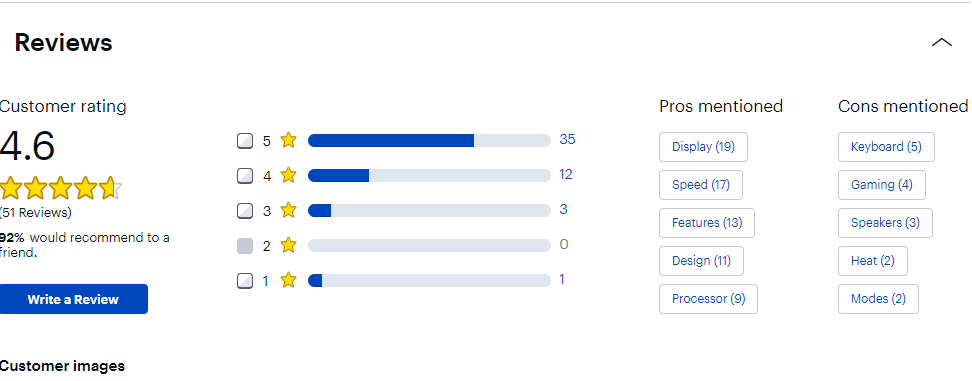 Reviews
Customer rating
4.6
(51 Reviews)
92% would recommend to a
friend.
Write a Review
5 35
4 12
3 3
2 0
1 1
Pros mentioned
Display (19)
Speed (17)
Features (13)
Design (11)
Processor (9)
Cons mentioned
Keyboard (5)
Gaming (4)
Speakers (3)
Heat (2)
Modes (2)
Customer images